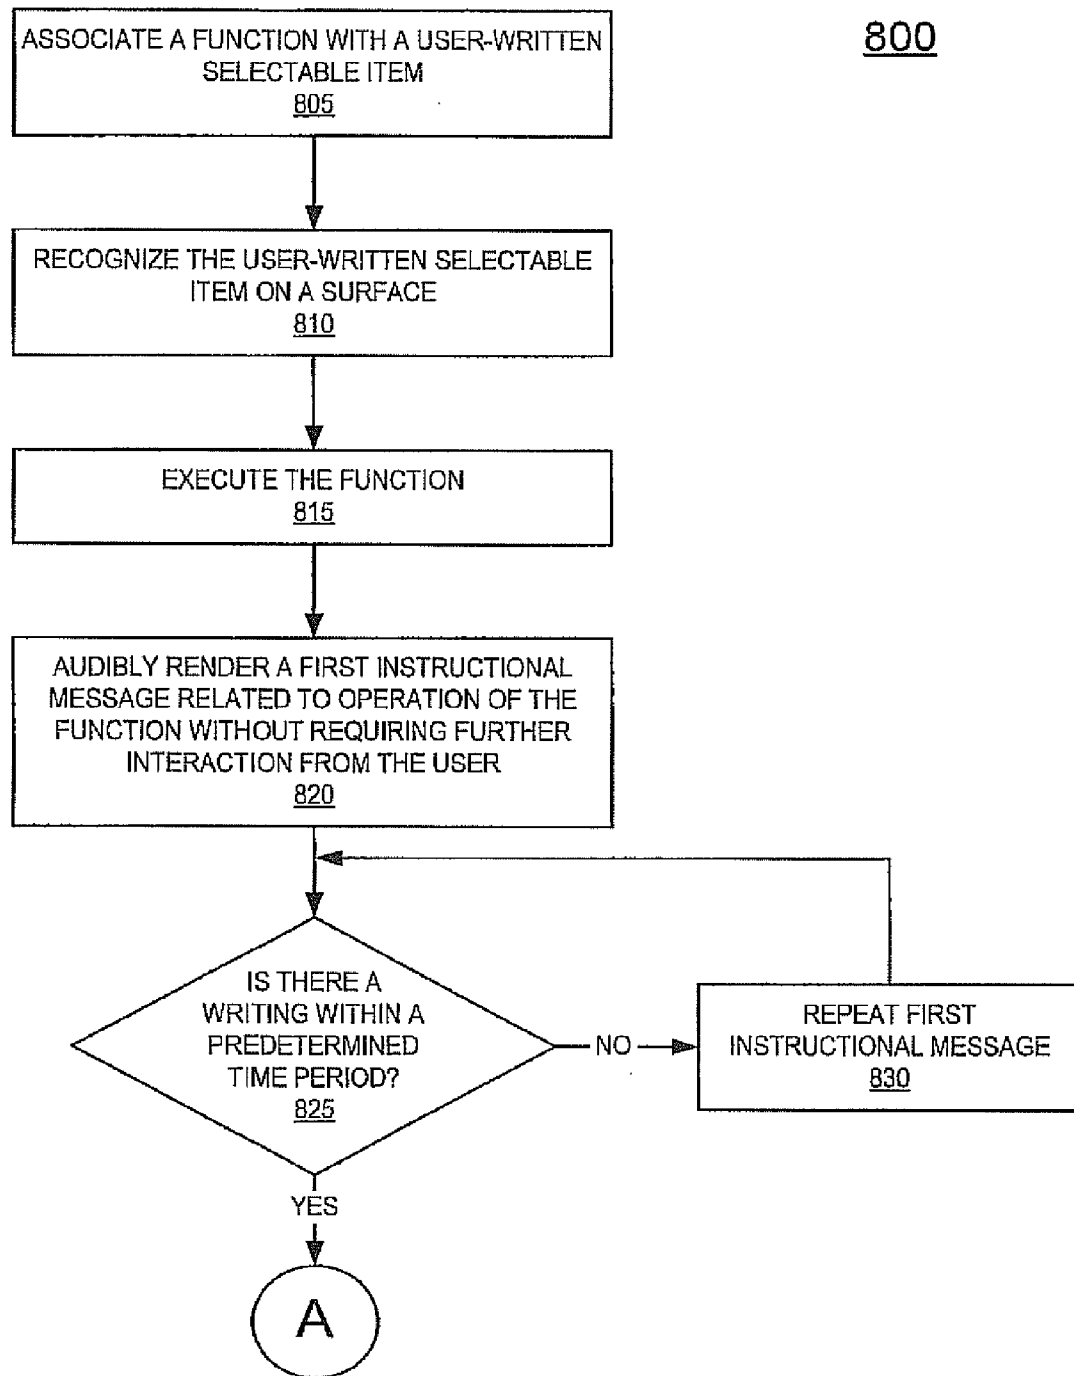 800
ASSOCIATE A FUNCTION WITH A USER-WRITTEN
SELECTABLE ITEM
805
RECOGNIZE THE USER-WRITTEN SELECTABLE
ITEM ON A SURFACE
810
EXECUTE THE FUNCTION
815
AUDIBLY RENDER A FIRST INSTRUCTIONAL
MESSAGE RELATED TO OPERATION OF THE
FUNCTION WITHOUT REQUIRING FURTHER
INTERACTION FROM THE USER
820
IS THERE A
WRITING WITHIN A
PREDETERMINED
TIME PERIOD?
825
NO
REPEAT FIRST
INSTRUCTIONAL MESSAGE
830
YES
A